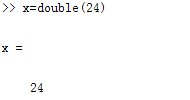 >> x=double(24)
x =
24